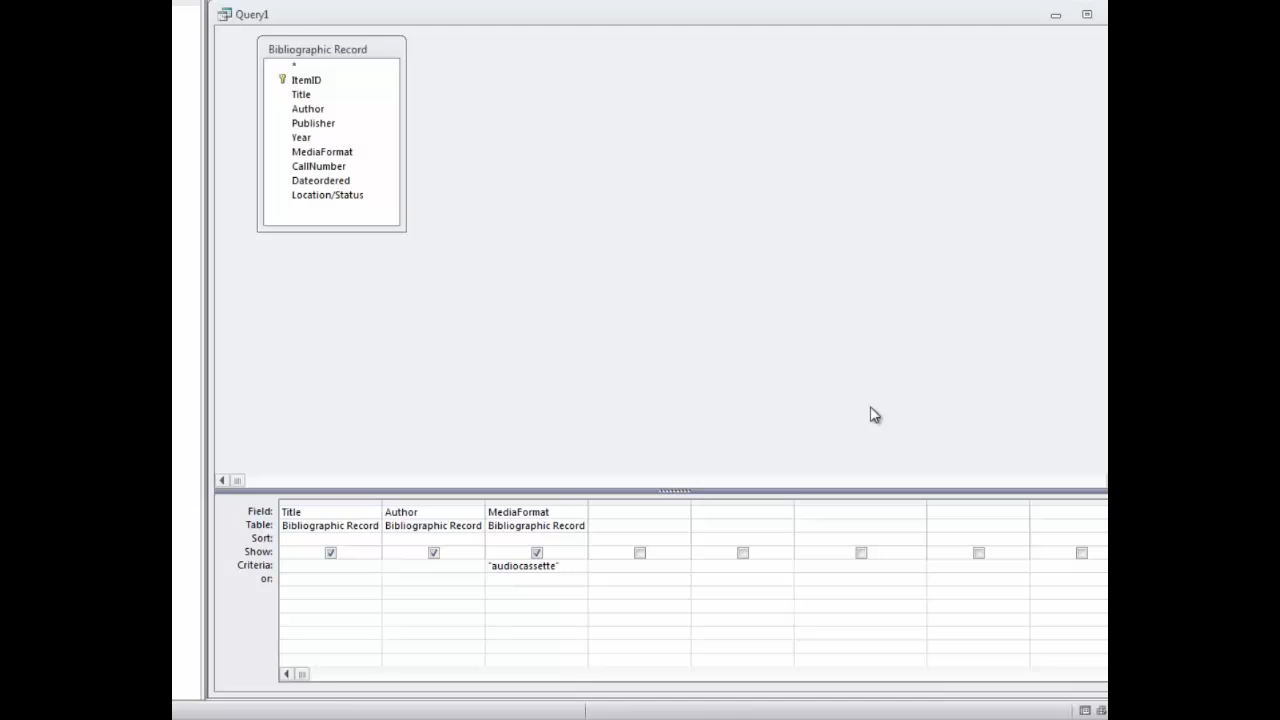 Query1
Bibliographic Record
*
ItemID
Title
Author
Publisher
Year
MediaFormat
CallNumber
Dateordered
Location/Status
Field: Title Author MediaFormat
Table: Bibliographic Record Bibliographic Record Bibliographic Record
Sort:
Show:
Criteria: "audiocassette"
or: